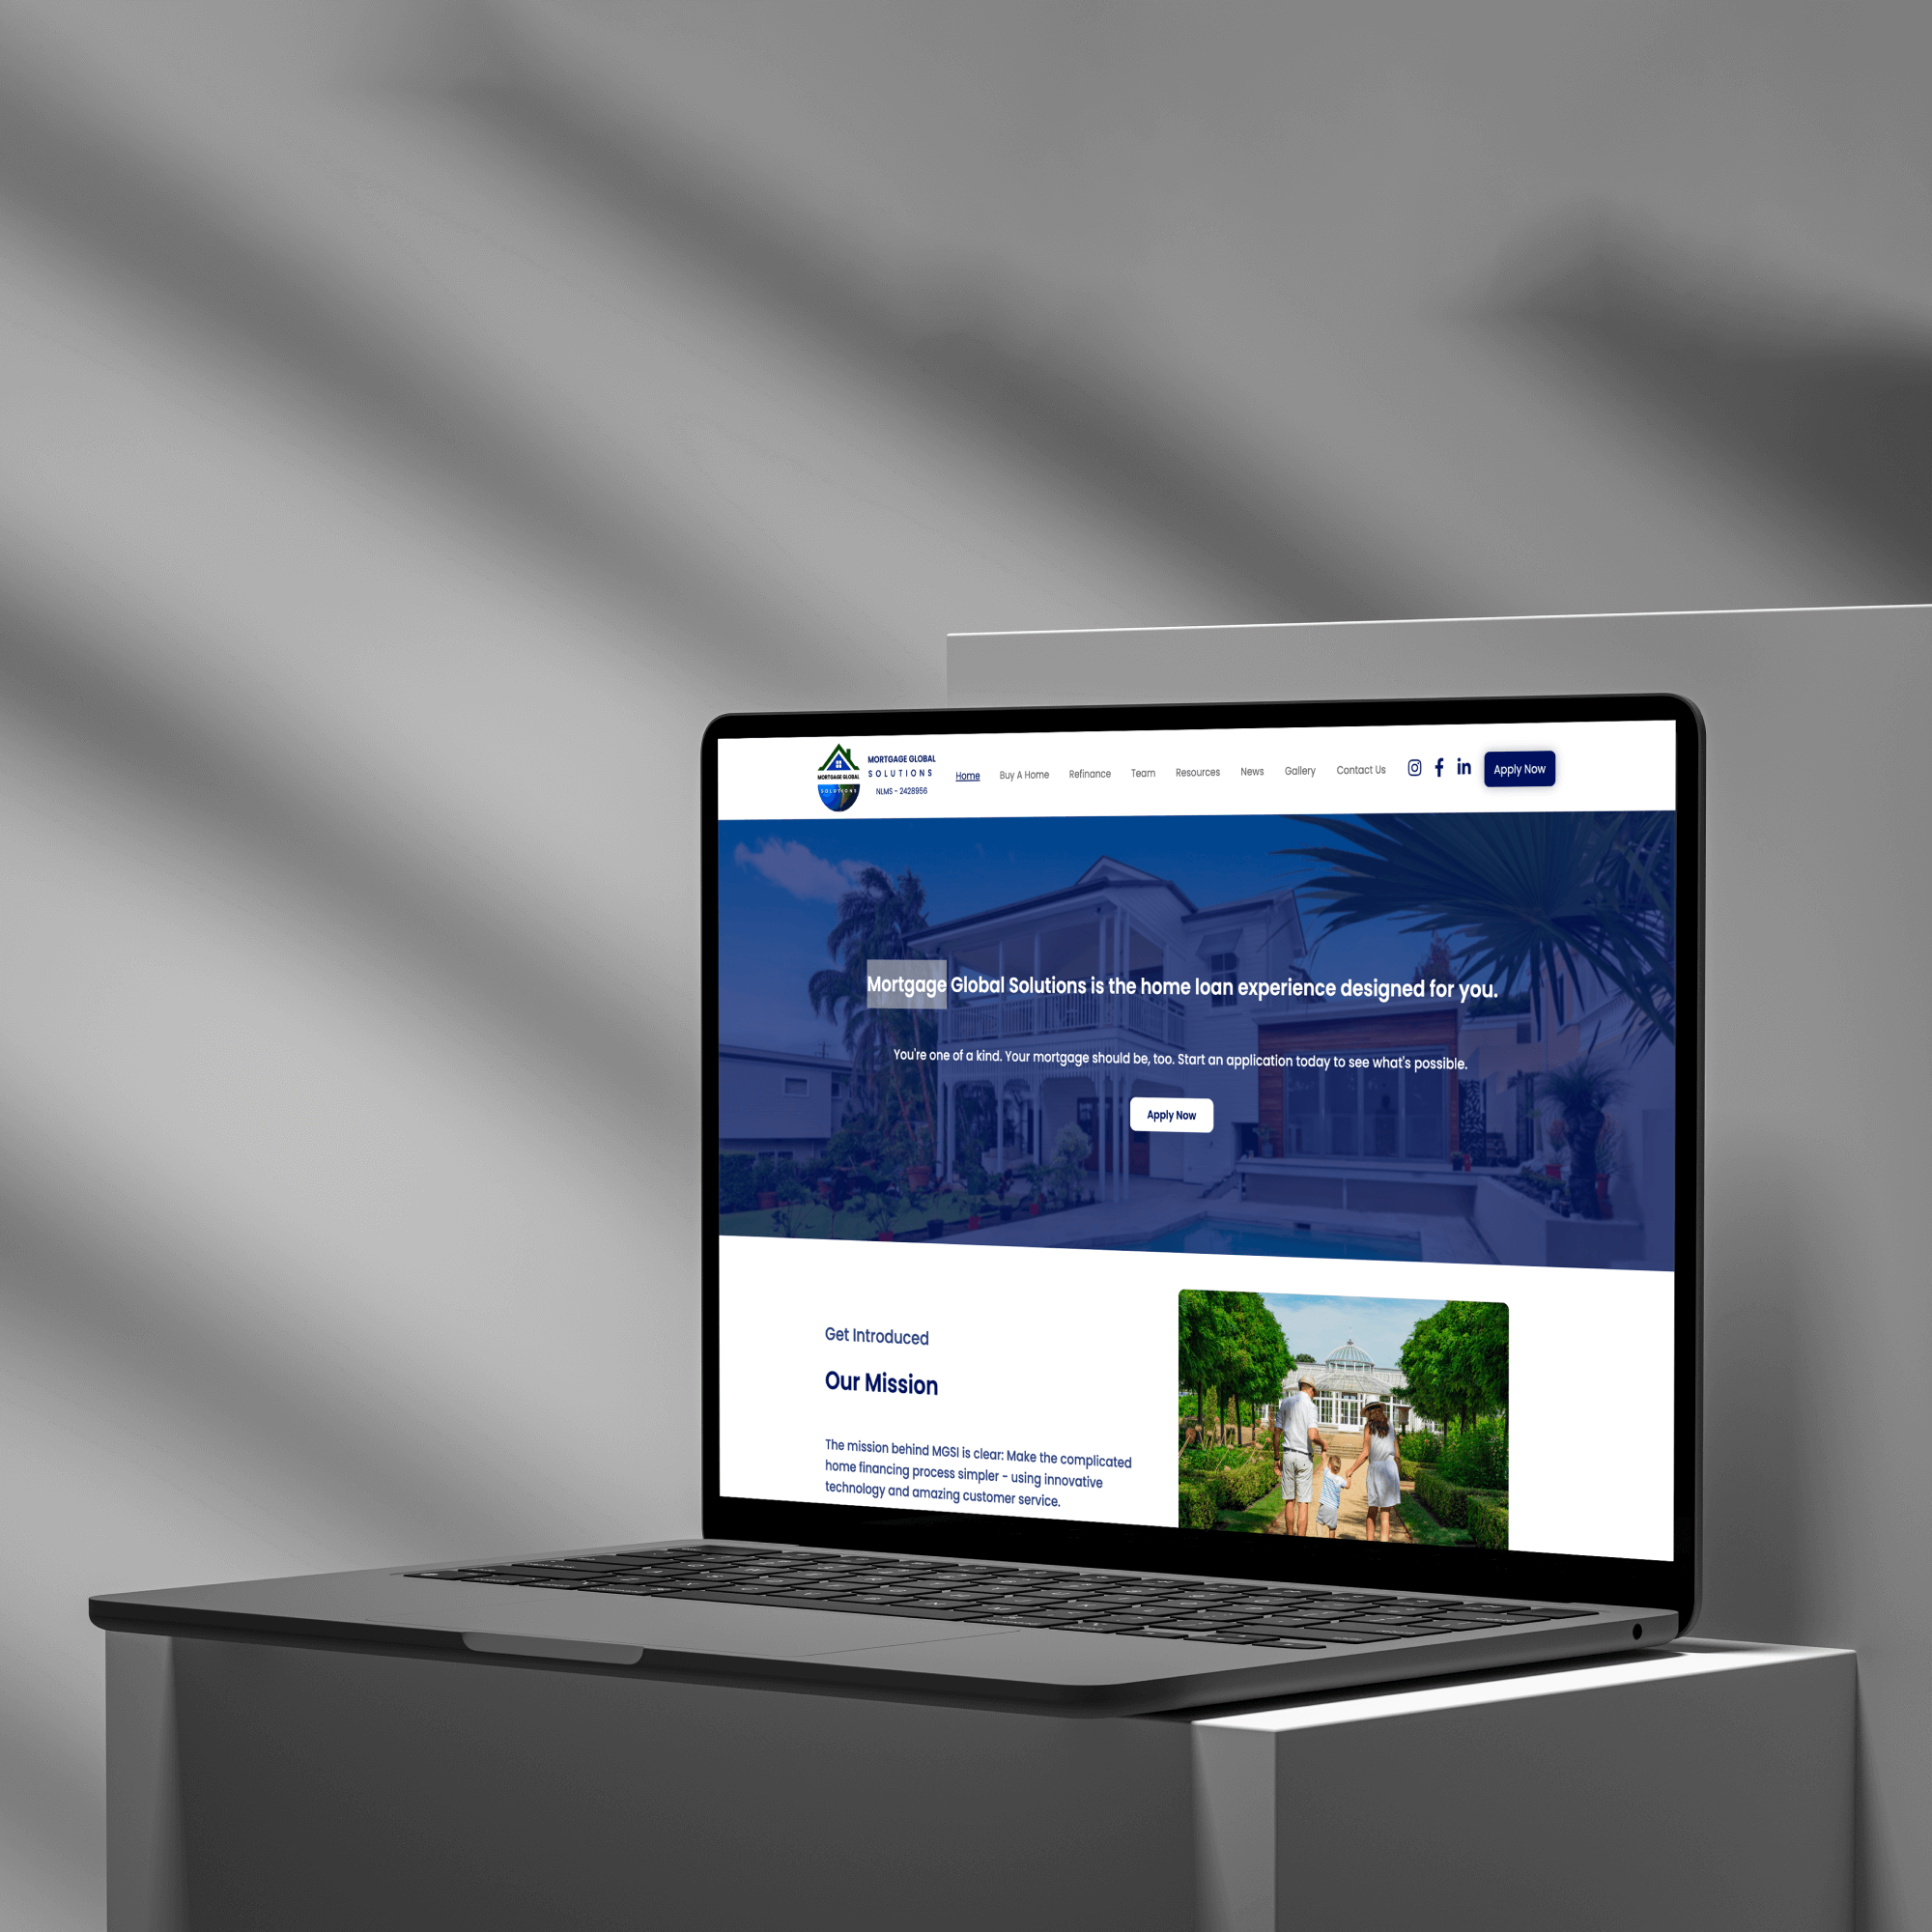 MORTGAGE GLOBAL
SOLUTIONS
MORTGAGE GLOBAL
SOLUTIONS
NLMS - 2428956
Home
Buy A Home
Refinance
Team
Resources
News
Gallery
Contact Us
Apply Now
Mortgage Global Solutions is the home loan experience designed for you.
You're one of a kind. Your mortgage should be, too. Start an application today to see what's possible.
Apply Now
Get Introduced
Our Mission
The mission behind MGSI is clear: Make the complicated
home financing process simpler - using innovative
technology and amazing customer service.